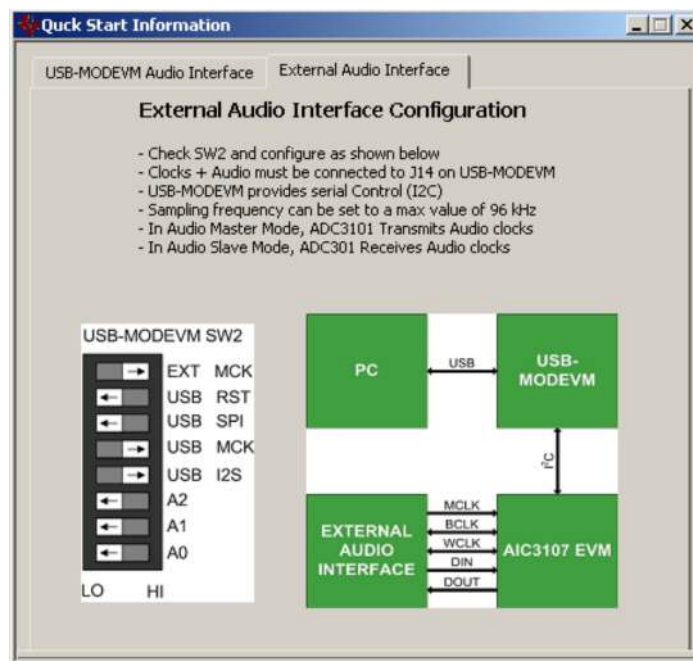 Quck Start Information
USB-MODEVM Audio Interface
External Audio Interface
External Audio Interface Configuration
- Check SW2 and configure as shown below
- Clocks + Audio must be connected to J14 on USB-MODEVM
- USB-MODEVM provides serial Control (I2C)
- Sampling frequency can be set to a max value of 96 kHz
- In Audio Master Mode, ADC3101 Transmits Audio clocks
- In Audio Slave Mode, ADC301 Receives Audio clocks
USB-MODEVM SW2
EXT MCK
USB RST
USB SPI
USB MCK
USB I2S
A2
A1
A0
LO HI
PC
USB
USB-
MODEVM
I²C
EXTERNAL
AUDIO
INTERFACE
MCLK
BCLK
WCLK
DIN
DOUT
AIC3107 EVM